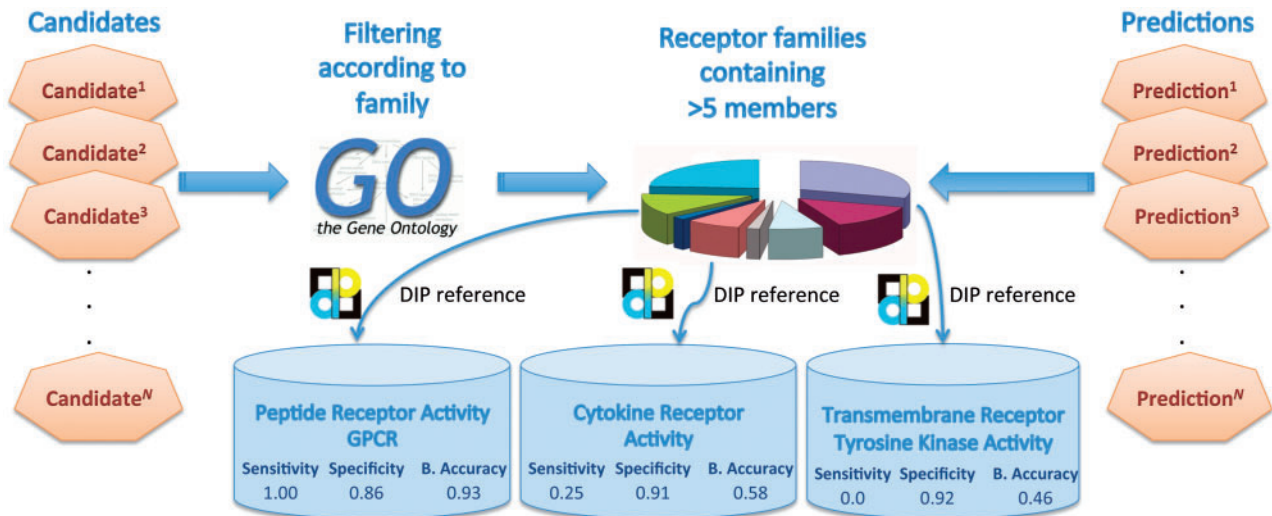 Candidates
Candidate1
Candidate2
Candidate3
.
.
.
CandidateN
Filtering
according to
family
GO
the Gene Ontology
Receptor families
containing
>5 members
Predictions
Prediction1
Prediction2
Prediction3
.
.
.
PredictionN
DIP reference
DIP reference
DIP reference
Peptide Receptor Activity
GPCR
Sensitivity Specificity B. Accuracy
1.00 0.86 0.93
Cytokine Receptor
Activity
Sensitivity Specificity B. Accuracy
0.25 0.91 0.58
Transmembrane Receptor
Tyrosine Kinase Activity
Sensitivity Specificity B. Accuracy
0.0 0.92 0.46